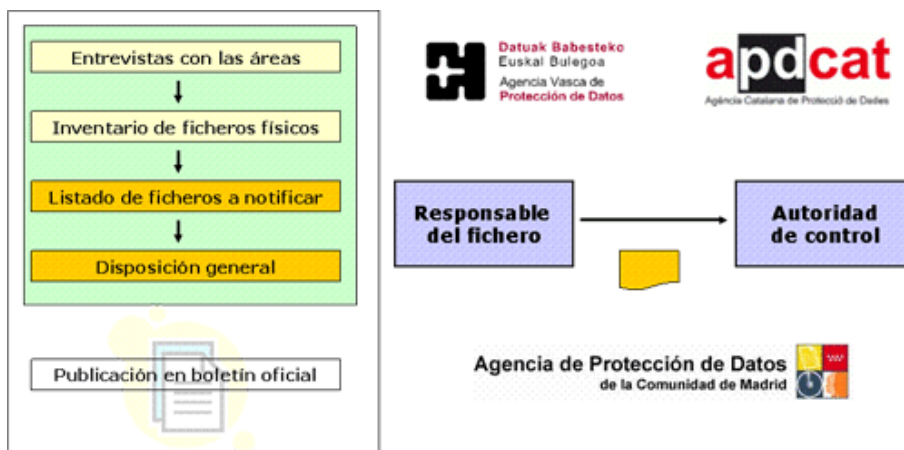 Entrevistas con las áreas
Inventario de ficheros físicos
Listado de ficheros a notificar
Disposición general
Publicación en boletín oficial
Datuak Babesteko
Euskal Bulegoa
Agencia Vasca de
Protección de Datos
apdcat
Agència Catalana de Protecció de Dades
Responsable
del fichero
Autoridad
de control
Agencia de Protección de Datos
de la Comunidad de Madrid